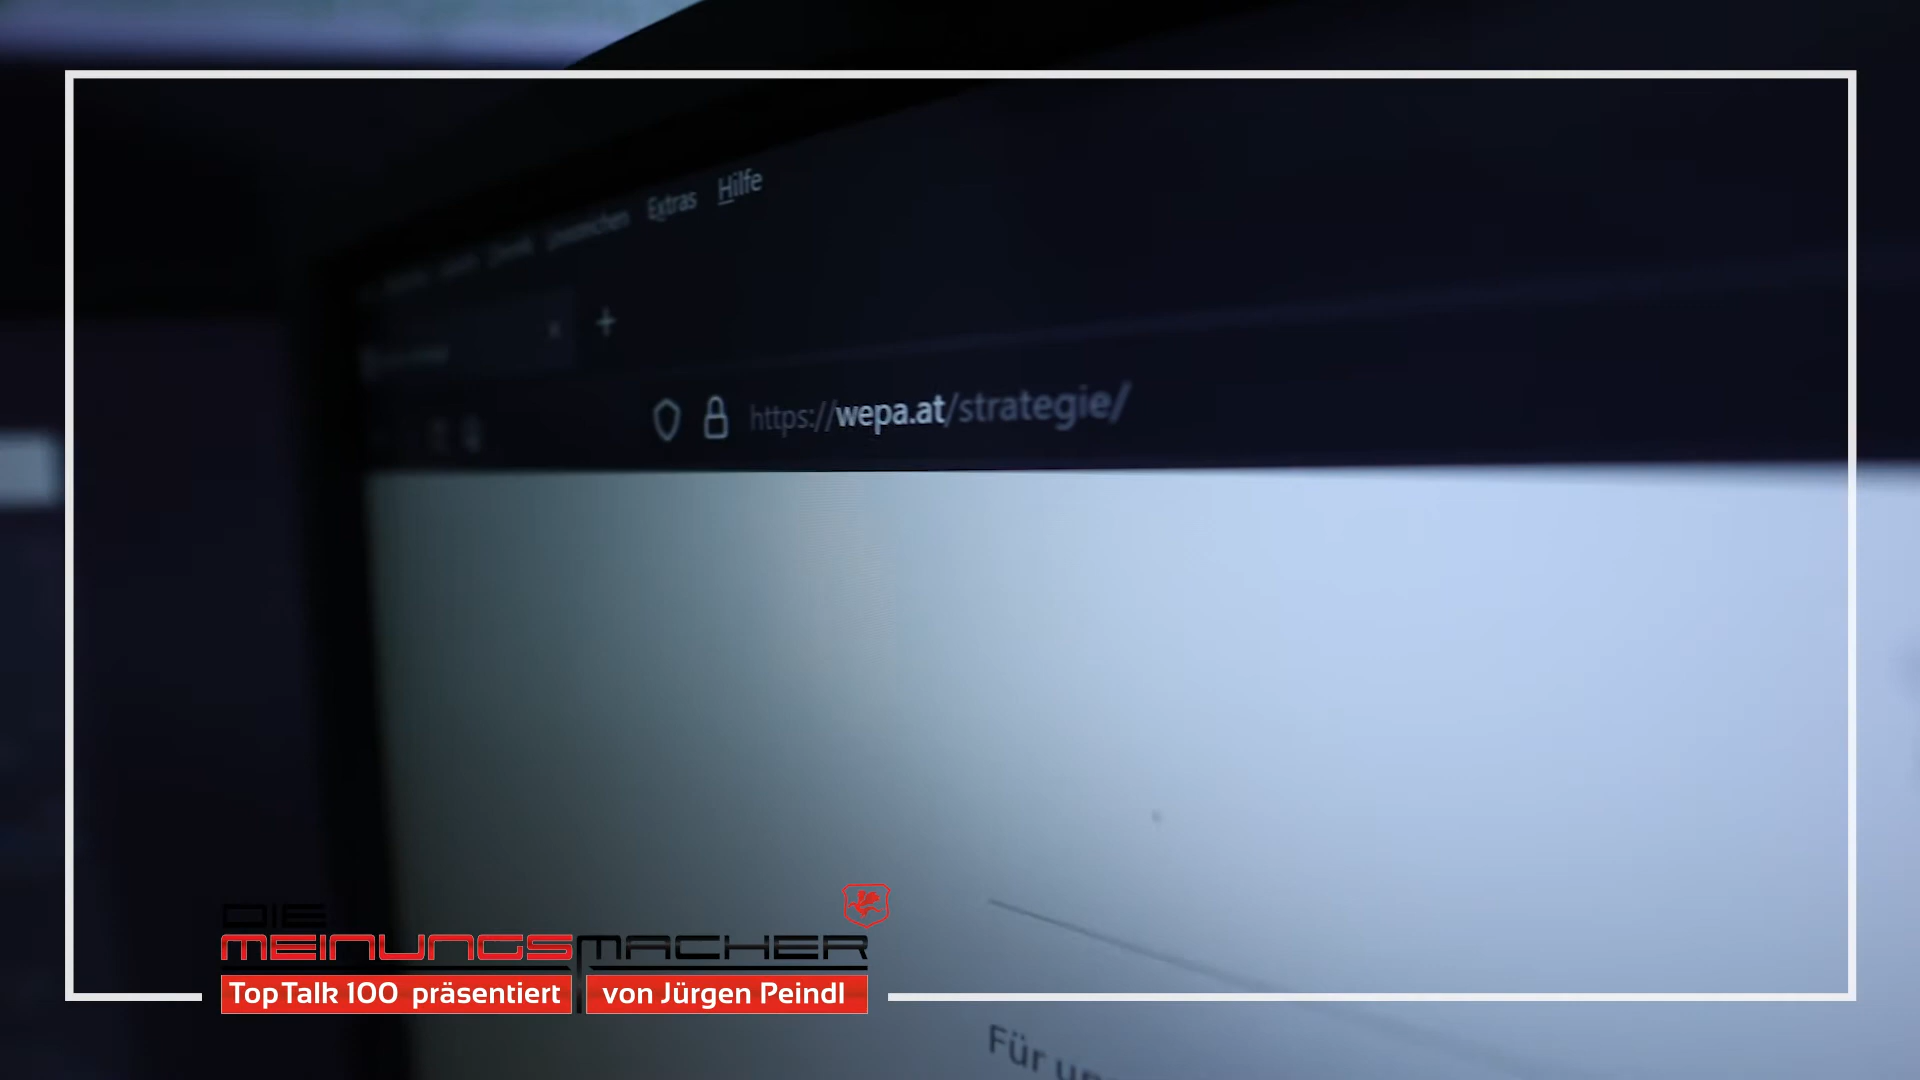 Extras Hilfe
https://wepa.at/strategie/
Für
DIE
MEINUNGSMACHER
TopTalk 100 präsentiert von Jürgen Peindl